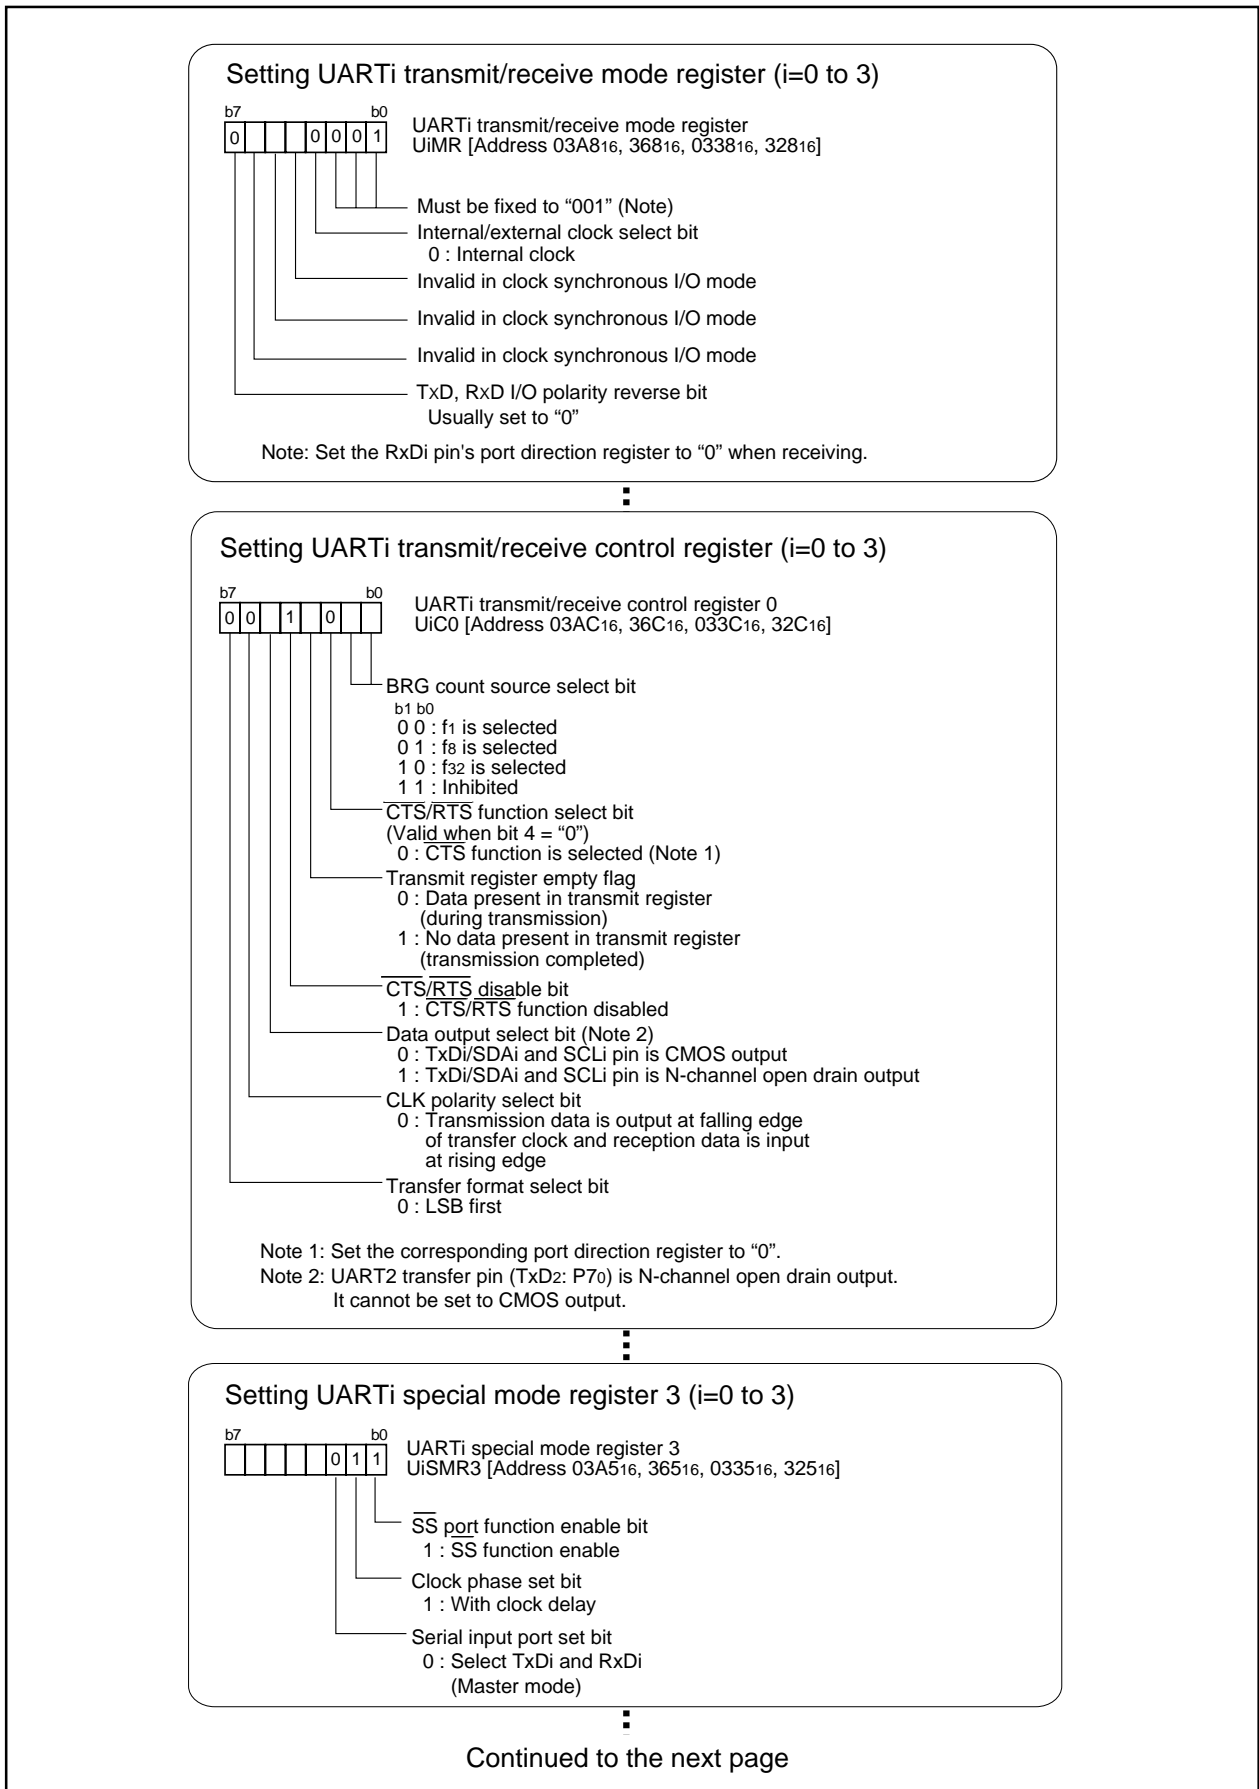 Setting UARTi transmit/receive mode register (i=0 to 3)
b7 b0
0 0 0 0 1
UARTi transmit/receive mode register
UiMR [Address 03A816, 36816, 033816, 32816]
Must be fixed to “001” (Note)
Internal/external clock select bit
0 : Internal clock
Invalid in clock synchronous I/O mode
Invalid in clock synchronous I/O mode
Invalid in clock synchronous I/O mode
TxD, RxD I/O polarity reverse bit
Usually set to “0”
Note: Set the RxDi pin's port direction register to “0” when receiving.
Setting UARTi transmit/receive control register (i=0 to 3)
b7 b0
0 0 1 0
UARTi transmit/receive control register 0
UiC0 [Address 03AC16, 36C16, 033C16, 32C16]
BRG count source select bit
b1 b0
0 0 : f1 is selected
0 1 : f8 is selected
1 0 : f32 is selected
1 1 : Inhibited
CTS/RTS function select bit
(Valid when bit 4 = “0”)
0 : CTS function is selected (Note 1)
Transmit register empty flag
0 : Data present in transmit register
(during transmission)
1 : No data present in transmit register
(transmission completed)
CTS/RTS disable bit
1 : CTS/RTS function disabled
Data output select bit (Note 2)
0 : TxDi/SDAi and SCLi pin is CMOS output
1 : TxDi/SDAi and SCLi pin is N-channel open drain output
CLK polarity select bit
0 : Transmission data is output at falling edge
of transfer clock and reception data is input
at rising edge
Transfer format select bit
0 : LSB first
Note 1: Set the corresponding port direction register to “0”.
Note 2: UART2 transfer pin (TxD2: P70) is N-channel open drain output.
It cannot be set to CMOS output.
Setting UARTi special mode register 3 (i=0 to 3)
b7 b0
0 1 1
UARTi special mode register 3
UiSMR3 [Address 03A516, 36516, 033516, 32516]
SS port function enable bit
1 : SS function enable
Clock phase set bit
1 : With clock delay
Serial input port set bit
0 : Select TxDi and RxDi
(Master mode)
Continued to the next page